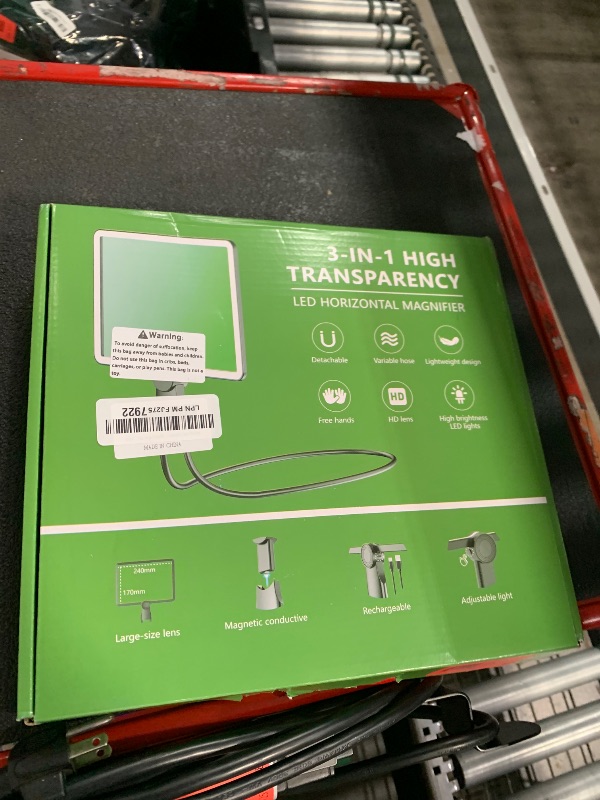 3-IN-1 HIGH
TRANSPARENCY
LED HORIZONTAL MAGNIFIER
Detachable
Variable hose
Lightweight design
Free hands
HD
HD lens
High brightness
LED lights
Warning:
To avoid danger of suffocation, keep
this bag away from babies and children.
Do not use this bag in cribs, beds,
carriages, or play pens. This bag is not a
toy.
LPN PM FJ275 7922
240mm
170mm
Large-size lens
Magnetic conductive
Rechargeable
Adjustable light